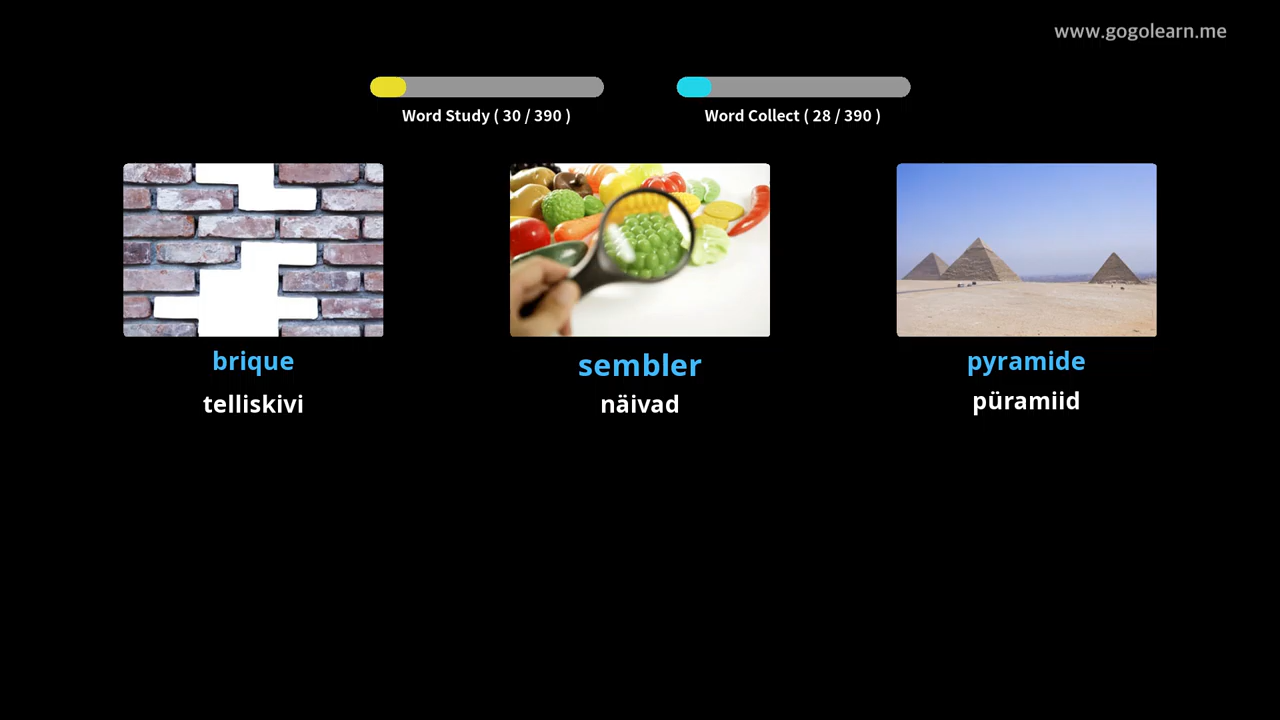 www.gogolearn.me
Word Study ( 30 / 390 )
Word Collect ( 28 / 390 )
brique
sembler
pyramide
telliskivi
näivad
püramiid